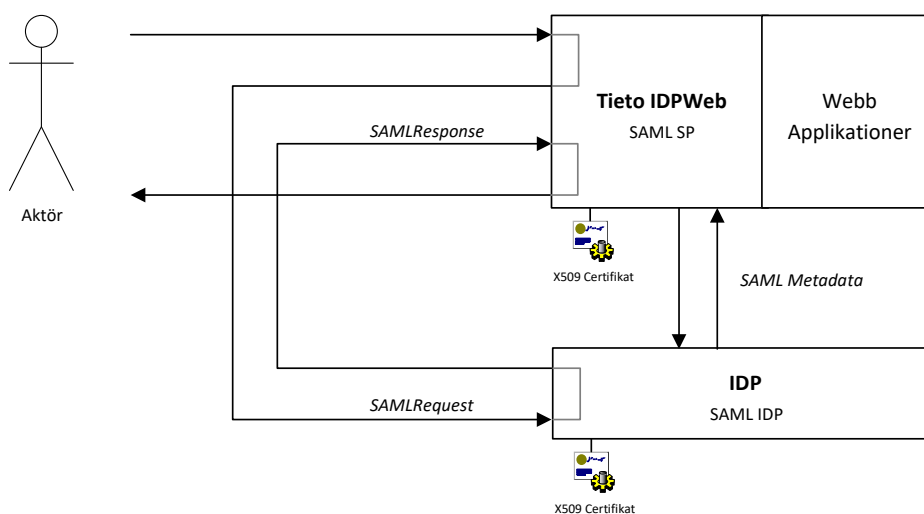 Tieto IDPWeb
SAML SP
Webb
Applikationer
SAMLResponse
Aktör
X509 Certifikat
SAML Metadata
IDP
SAML IDP
SAMLRequest
X509 Certifikat